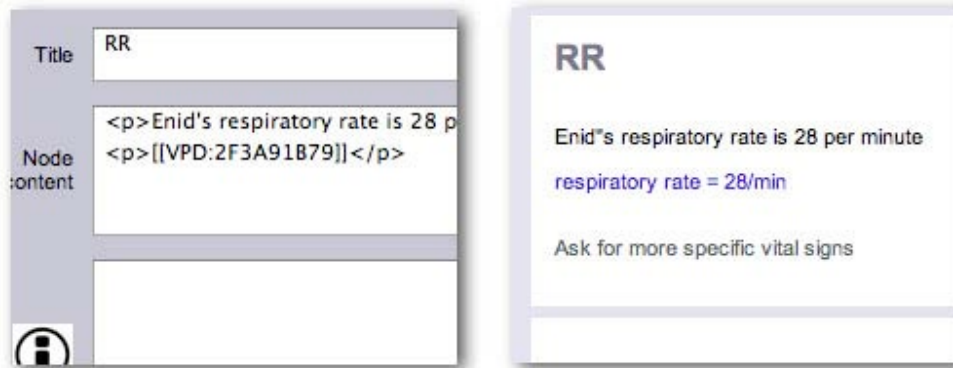 Title
RR
<p>Enid's respiratory rate is 28 p
<p>[[VPD:2F3A91B79]]</p>
Node
content
RR
Enid"s respiratory rate is 28 per minute
respiratory rate = 28/min
Ask for more specific vital signs